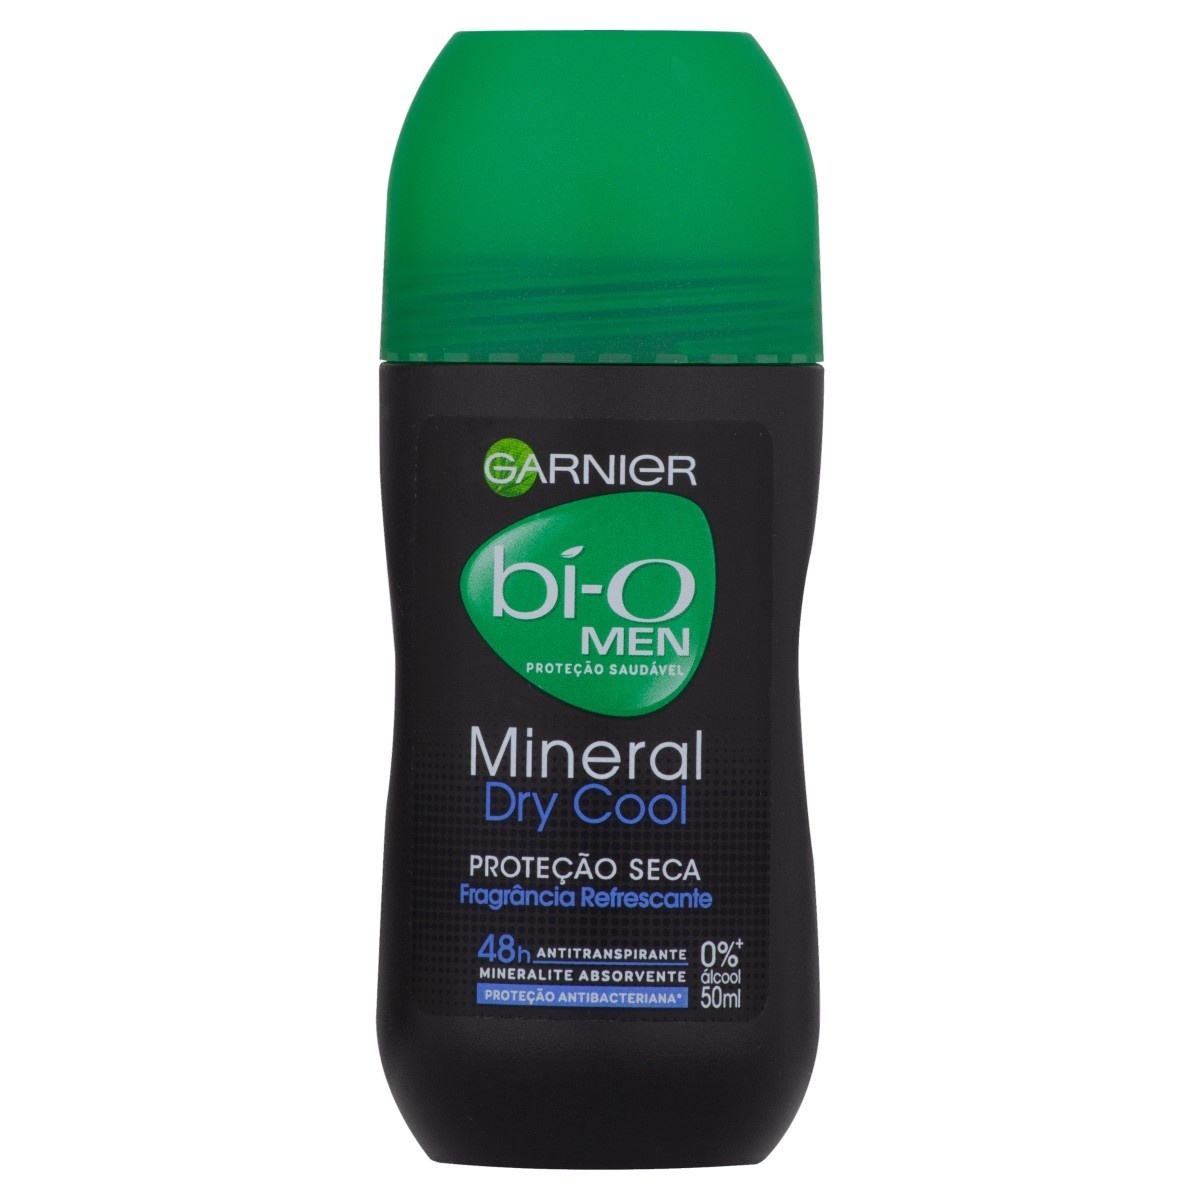 GARNIER
bí-O
MEN
PROTEÇÃO SAUDÁVEL
Mineral
Dry Cool
PROTEÇÃO SECA
Fragrância Refrescante
48h ANTITRANSPIRANTE
MINERALITE ABSORVENTE
PROTEÇÃO ANTIBACTERIANA*
0%+
álcool
50ml